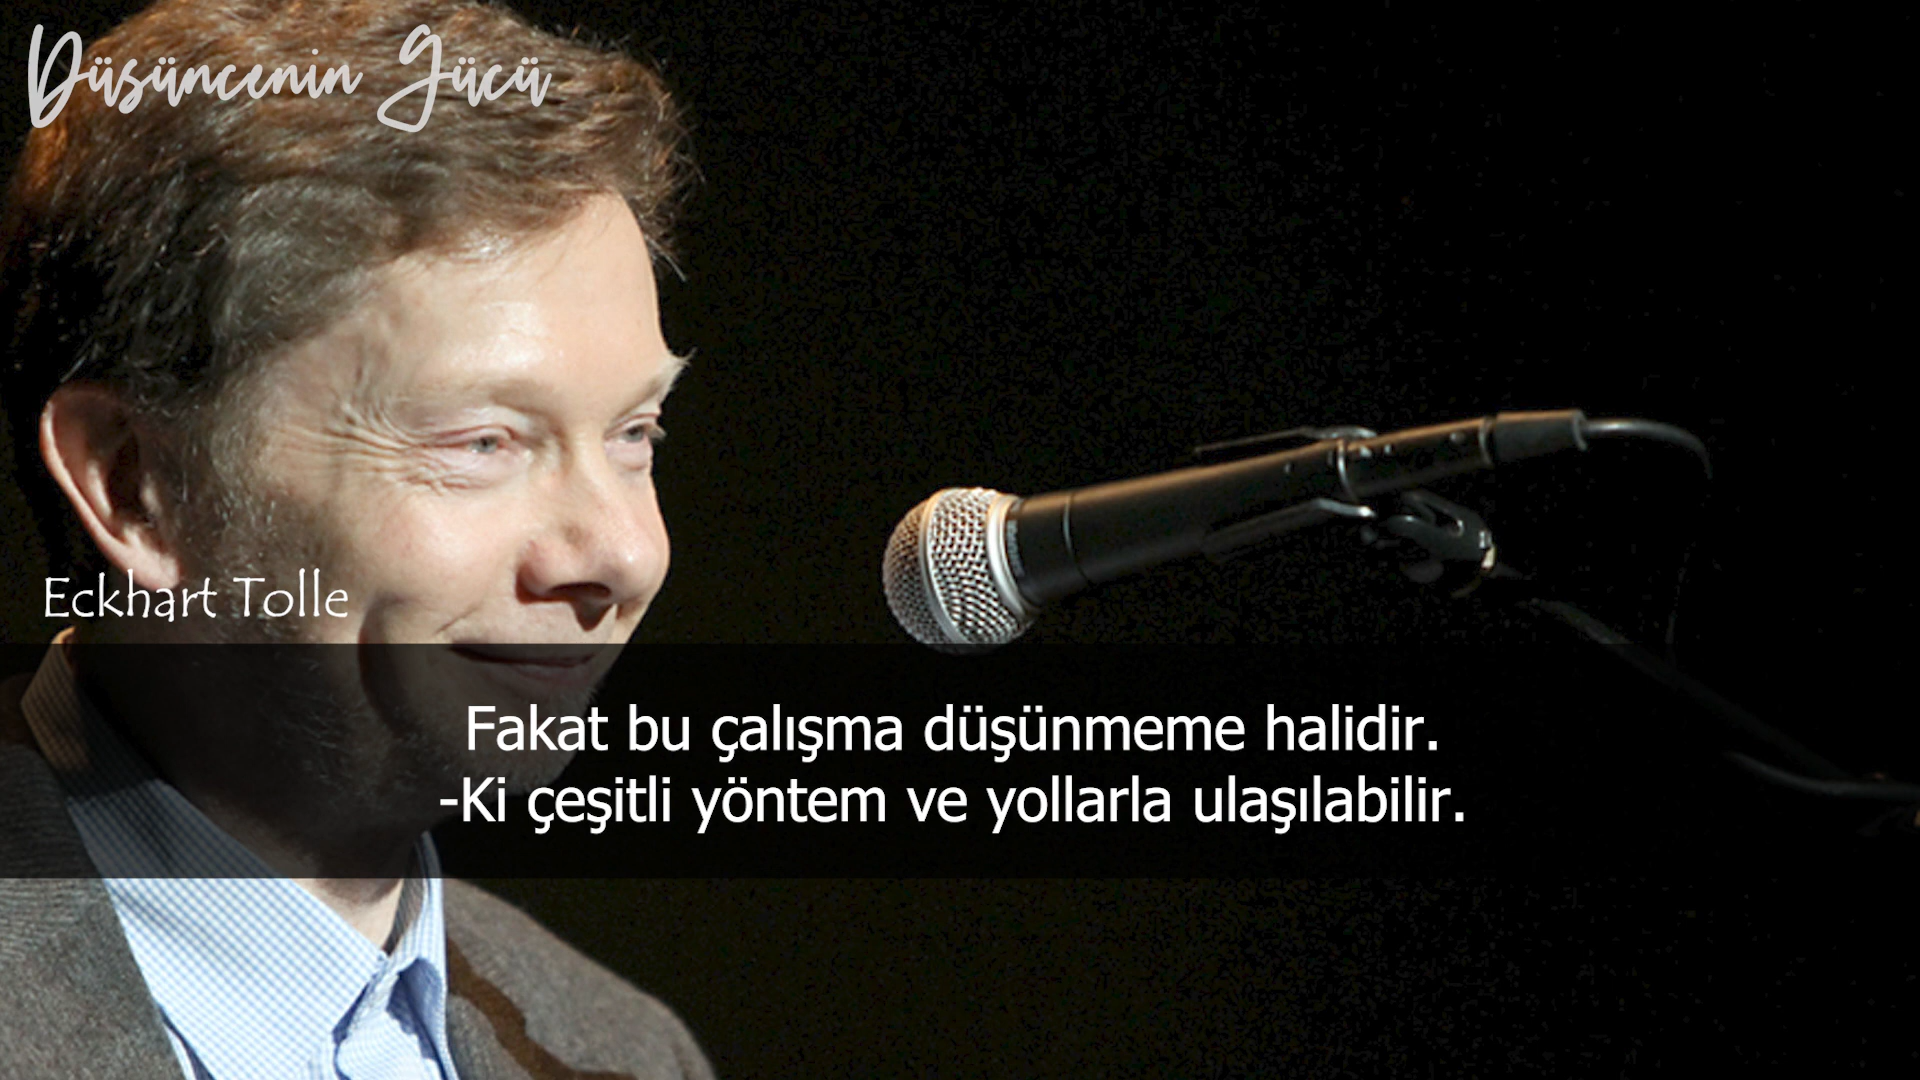 Düşüncenin Gücü
Eckhart Tolle
Fakat bu çalışma düşünmeme halidir.
-Ki çeşitli yöntem ve yollarla ulaşılabilir.